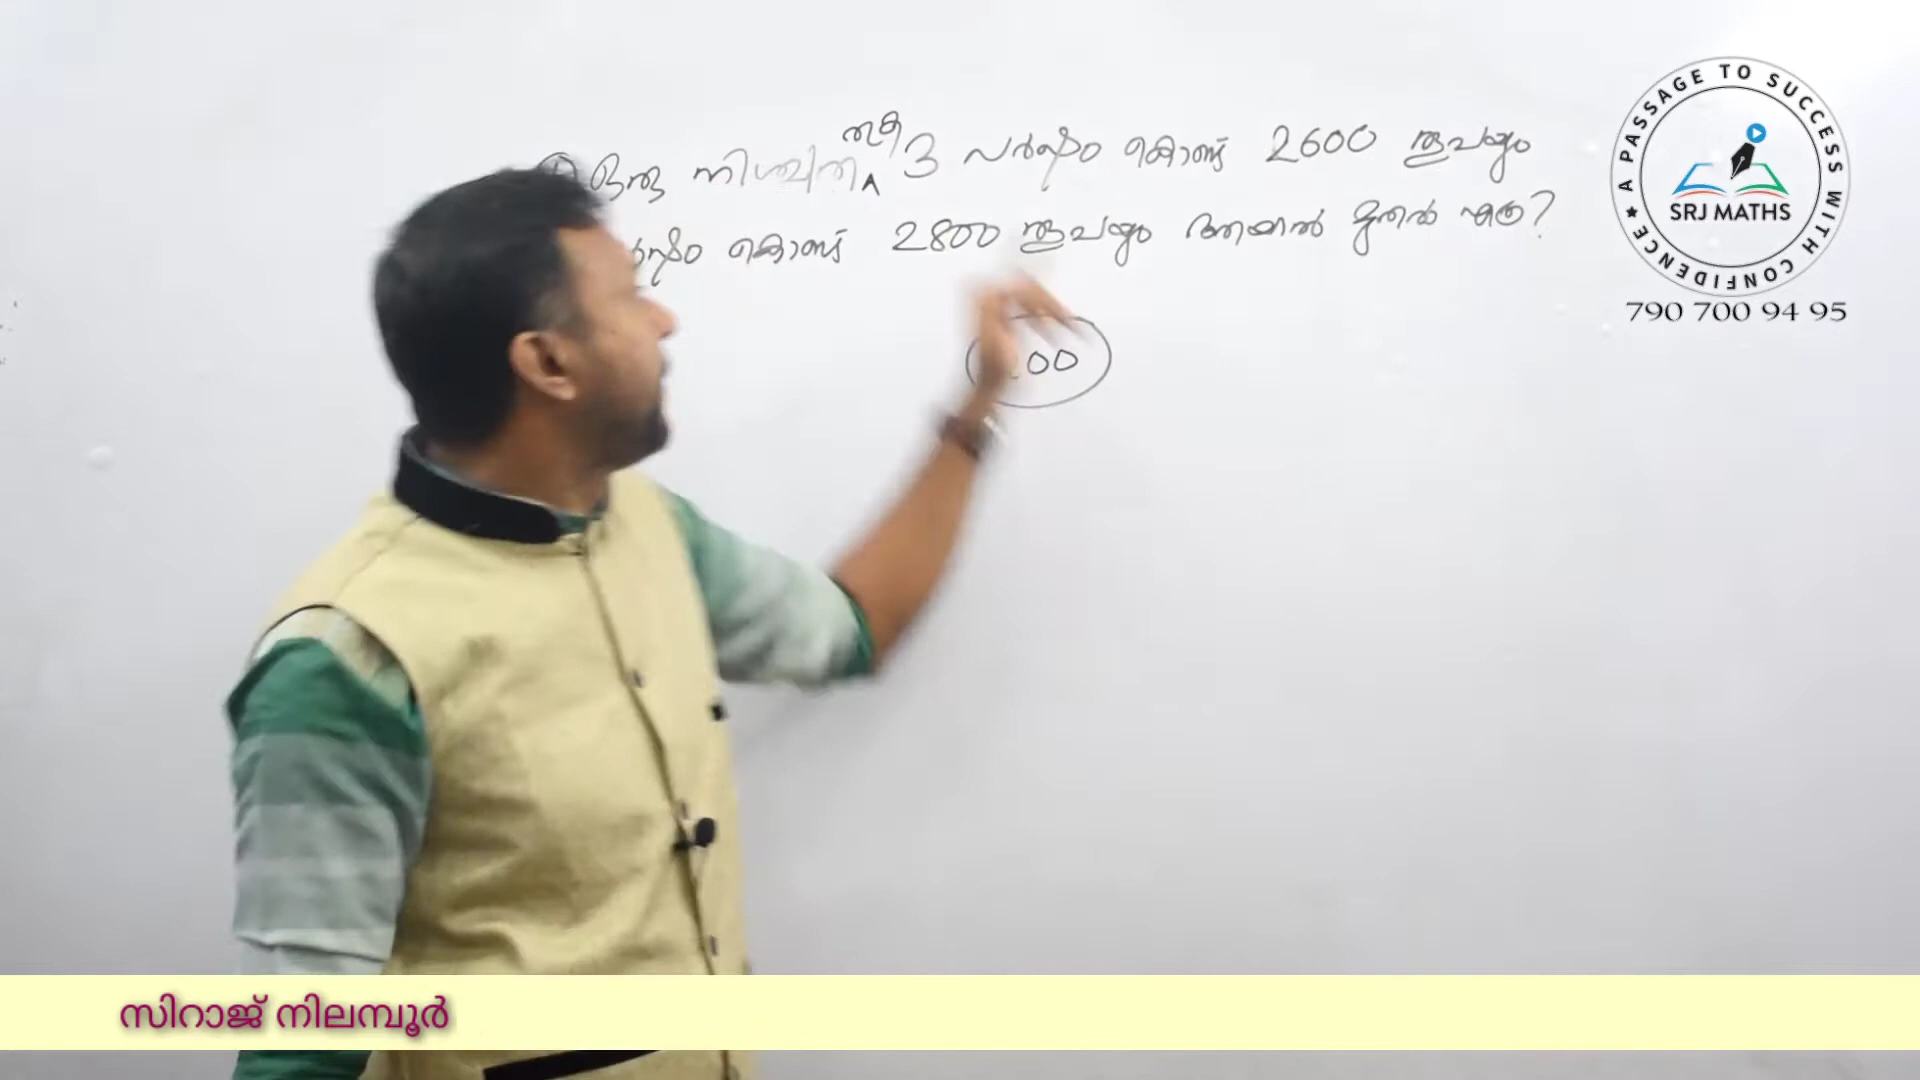 ഒരു നിശ്ചിത തുക 3 വർഷം കൊണ്ട് 2600 രൂപയും
കൊണ്ട് 2800 രൂപയും ആയാൽ മുതൽ എത്ര?
00
A PASSAGE TO SUCCESS WITH CONFIDENCE
SRJ MATHS
790 700 94 95
സിറാജ് നിലമ്പൂർ